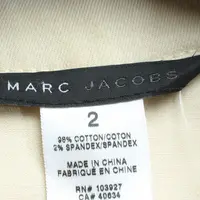 MARC JACOBS
2
98% COTTON/COTON
2% SPANDEX/SPANDEX
MADE IN CHINA
FABRIQUÉ EN CHINE
RN# 103927
CA# 40634